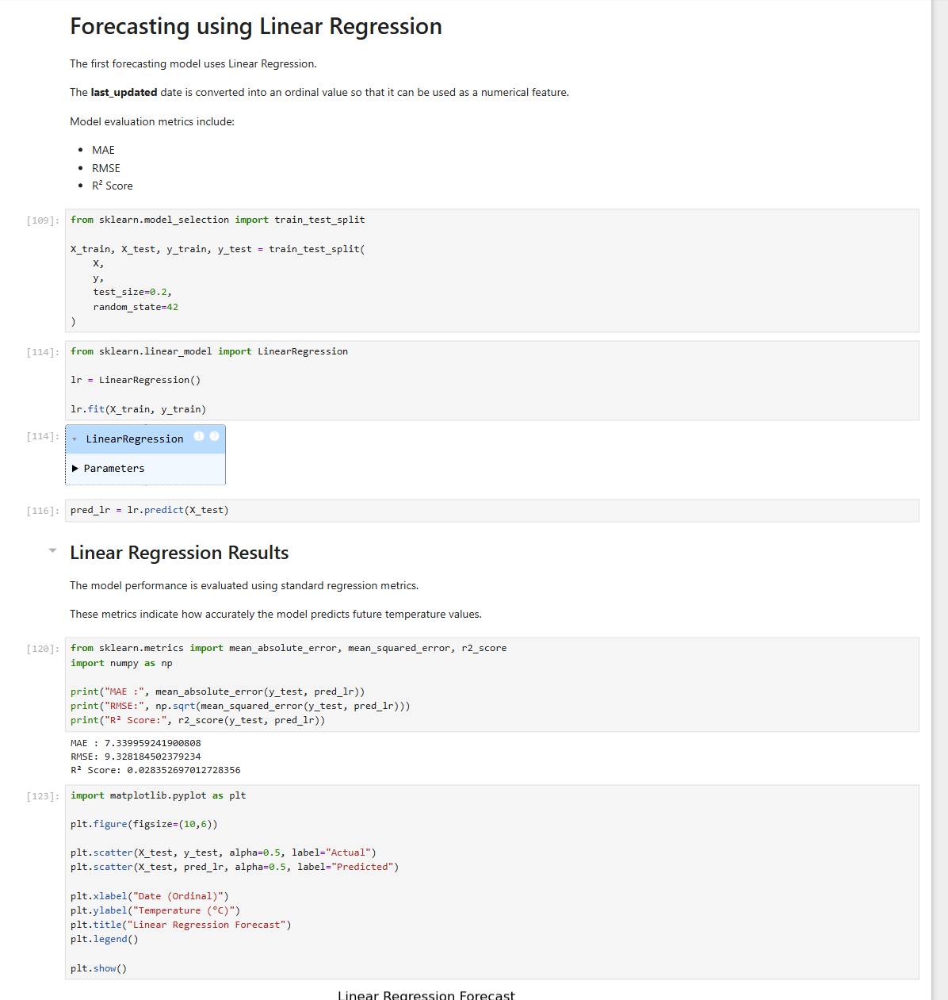 Forecasting using Linear Regression
The first forecasting model uses Linear Regression.
The last_updated date is converted into an ordinal value so that it can be used as a numerical feature.
Model evaluation metrics include:
• MAE
• RMSE
• R² Score
[109]: from sklearn.model_selection import train_test_split
X_train, X_test, y_train, y_test = train_test_split(
    X,
    y,
    test_size=0.2,
    random_state=42
)
[114]: from sklearn.linear_model import LinearRegression
lr = LinearRegression()
lr.fit(X_train, y_train)
[114]: ▾ LinearRegression i ?
▶ Parameters
[116]: pred_lr = lr.predict(X_test)
Linear Regression Results
The model performance is evaluated using standard regression metrics.
These metrics indicate how accurately the model predicts future temperature values.
[120]: from sklearn.metrics import mean_absolute_error, mean_squared_error, r2_score
import numpy as np
print("MAE :", mean_absolute_error(y_test, pred_lr))
print("RMSE:", np.sqrt(mean_squared_error(y_test, pred_lr)))
print("R² Score:", r2_score(y_test, pred_lr))
MAE : 7.339959241900808
RMSE: 9.328184502379234
R² Score: 0.028352697012728356
[123]: import matplotlib.pyplot as plt
plt.figure(figsize=(10,6))
plt.scatter(X_test, y_test, alpha=0.5, label="Actual")
plt.scatter(X_test, pred_lr, alpha=0.5, label="Predicted")
plt.xlabel("Date (Ordinal)")
plt.ylabel("Temperature (°C)")
plt.title("Linear Regression Forecast")
plt.legend()
plt.show()
Linear Regression Forecast